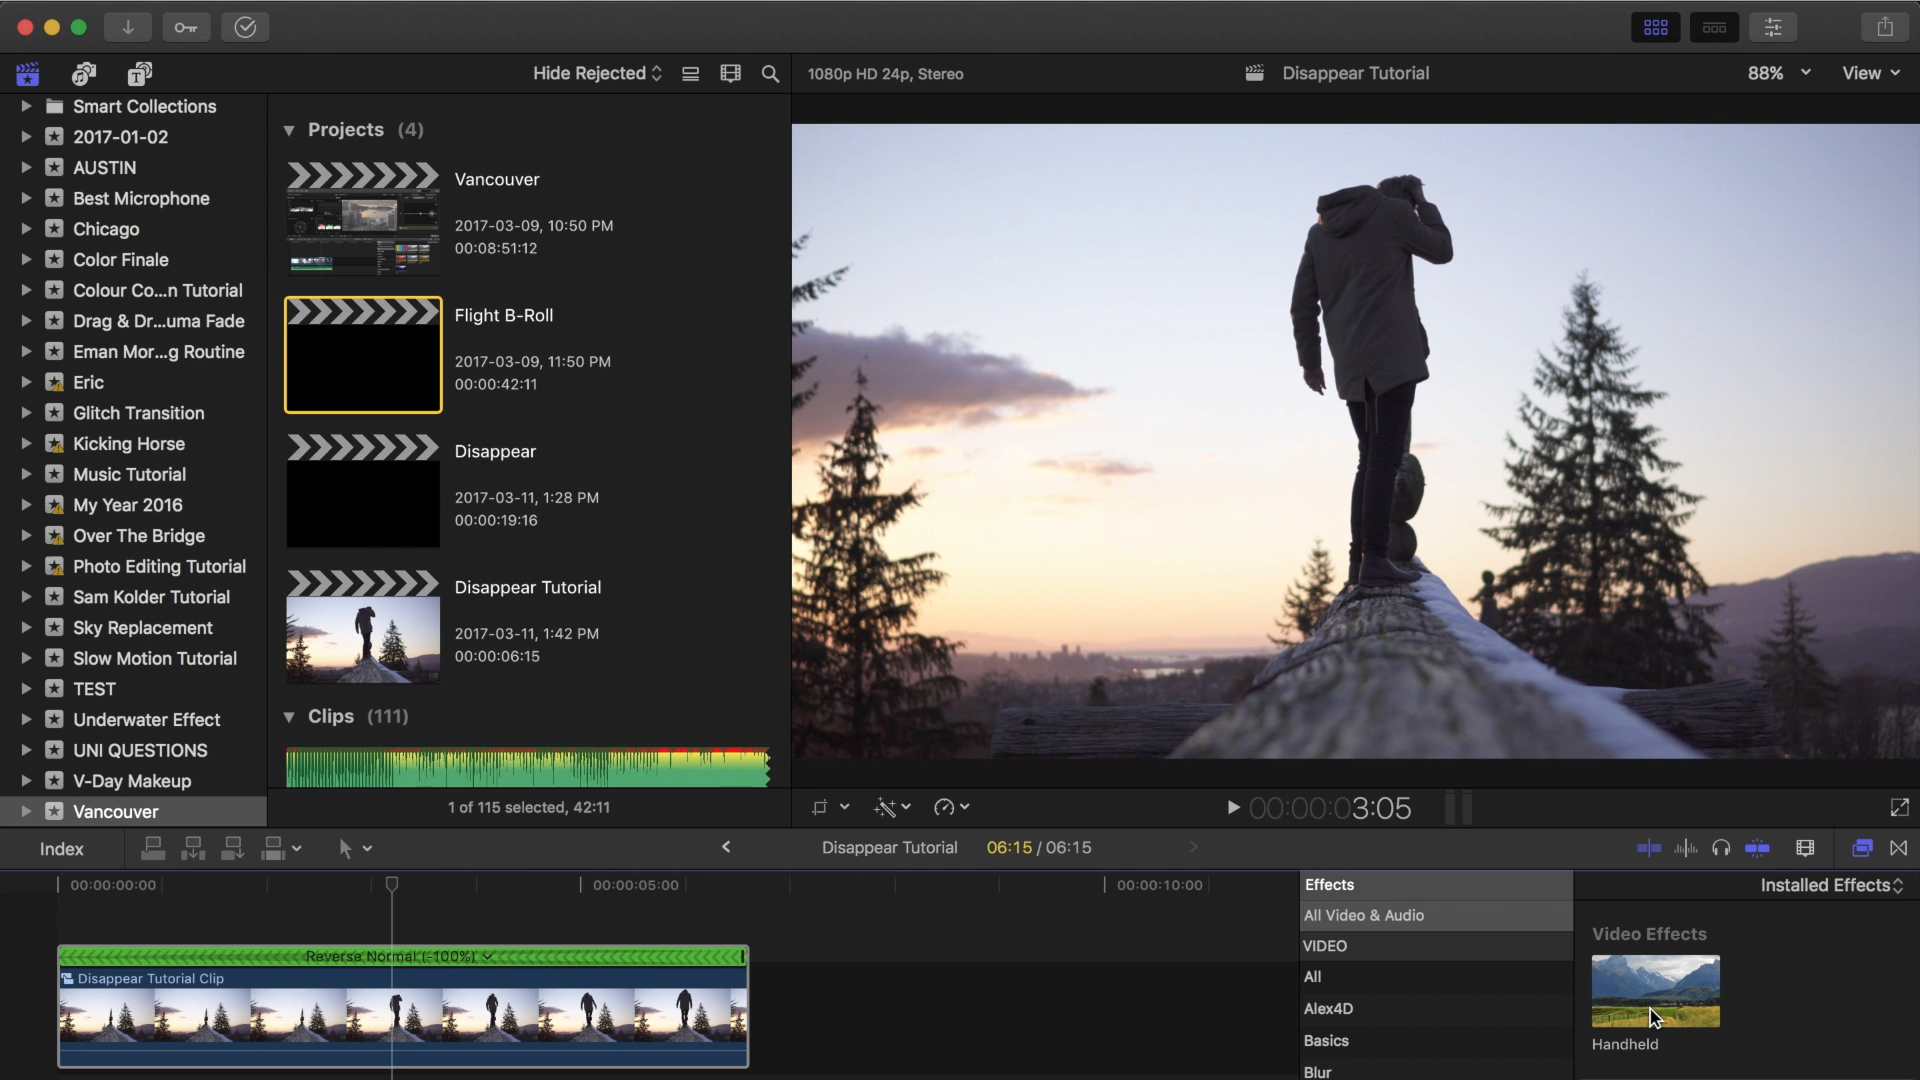 Hide Rejected
1080p HD 24p, Stereo
Disappear Tutorial
88%
View
Smart Collections
2017-01-02
AUSTIN
Best Microphone
Chicago
Color Finale
Colour Co...n Tutorial
Drag & Dr...uma Fade
Eman Mor...g Routine
Eric
Glitch Transition
Kicking Horse
Music Tutorial
My Year 2016
Over The Bridge
Photo Editing Tutorial
Sam Kolder Tutorial
Sky Replacement
Slow Motion Tutorial
TEST
Underwater Effect
UNI QUESTIONS
V-Day Makeup
Vancouver
Projects (4)
Vancouver
2017-03-09, 10:50 PM
00:08:51:12
Flight B-Roll
2017-03-09, 11:50 PM
00:00:42:11
Disappear
2017-03-11, 1:28 PM
00:00:19:16
Disappear Tutorial
2017-03-11, 1:42 PM
00:00:06:15
Clips (111)
1 of 115 selected, 42:11
00:00:03:05
Index
Disappear Tutorial 06:15 / 06:15
00:00:00:00
00:00:05:00
00:00:10:00
Reverse Normal (-100%)
Disappear Tutorial Clip
Effects
All Video & Audio
VIDEO
All
Alex4D
Basics
Blur
Installed Effects
Video Effects
Handheld